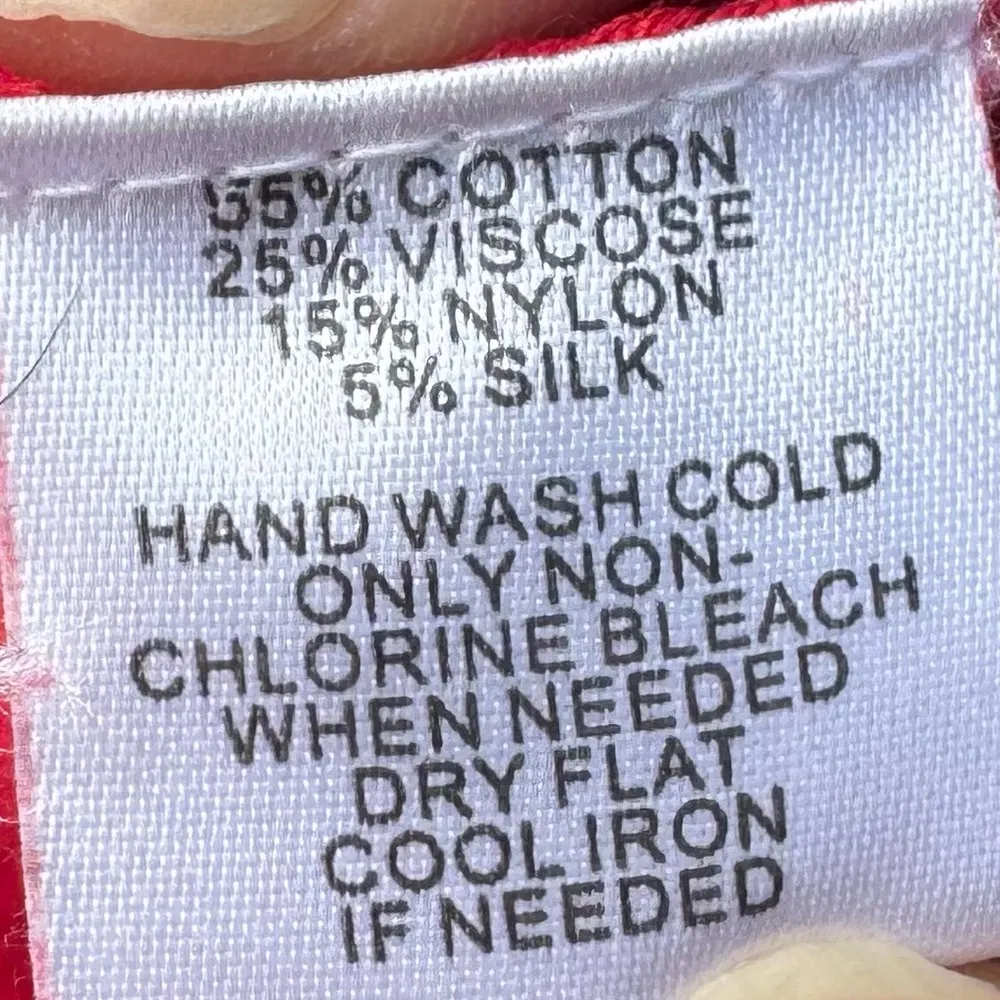 55% COTTON
25% VISCOSE
15% NYLON
5% SILK
HAND WASH COLD
ONLY NON-
CHLORINE BLEACH
WHEN NEEDED
DRY FLAT
COOL IRON
IF NEEDED